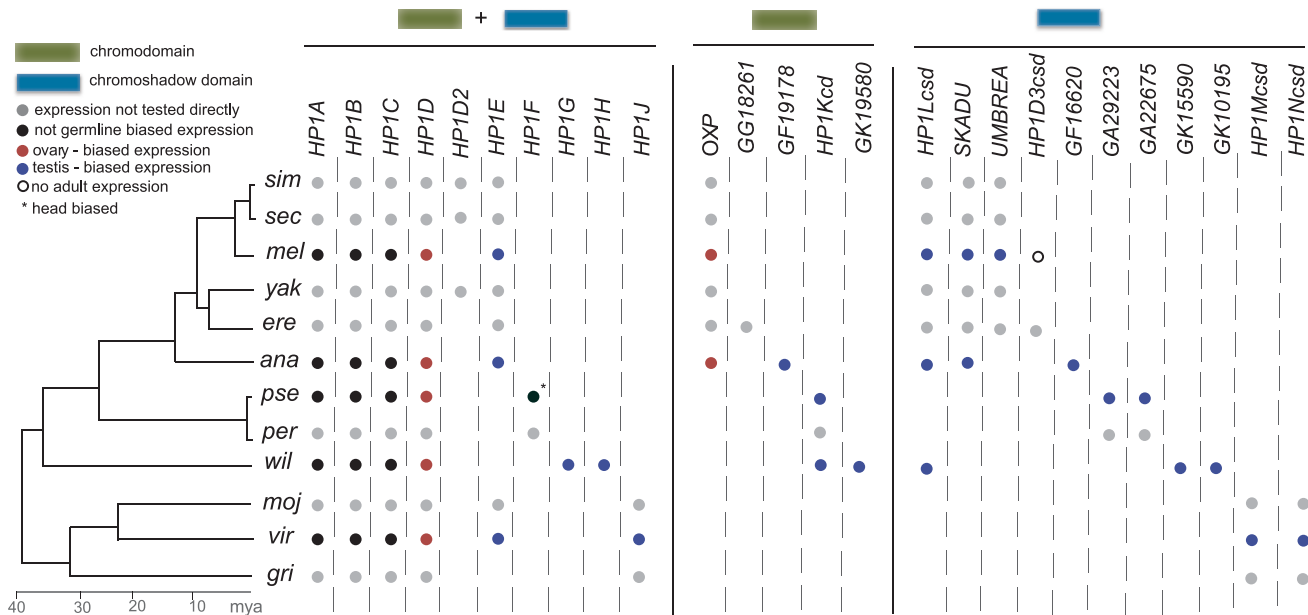 +
chromodomain
chromoshadow domain
expression not tested directly
not germline biased expression
ovary - biased expression
testis - biased expression
no adult expression
* head biased
HP1A
HP1B
HP1C
HP1D
HP1D2
HP1E
HP1F
HP1G
HP1H
HP1J
OXP
GG18261
GF19178
HP1Kcd
GK19580
HP1Lcsd
SKADU
UMBREA
HP1D3csd
GF16620
GA29223
GA22675
GK15590
GK10195
HP1Mcsd
HP1Ncsd
sim
sec
mel
yak
ere
ana
pse *
per
wil
moj
vir
gri
40 30 20 10 mya